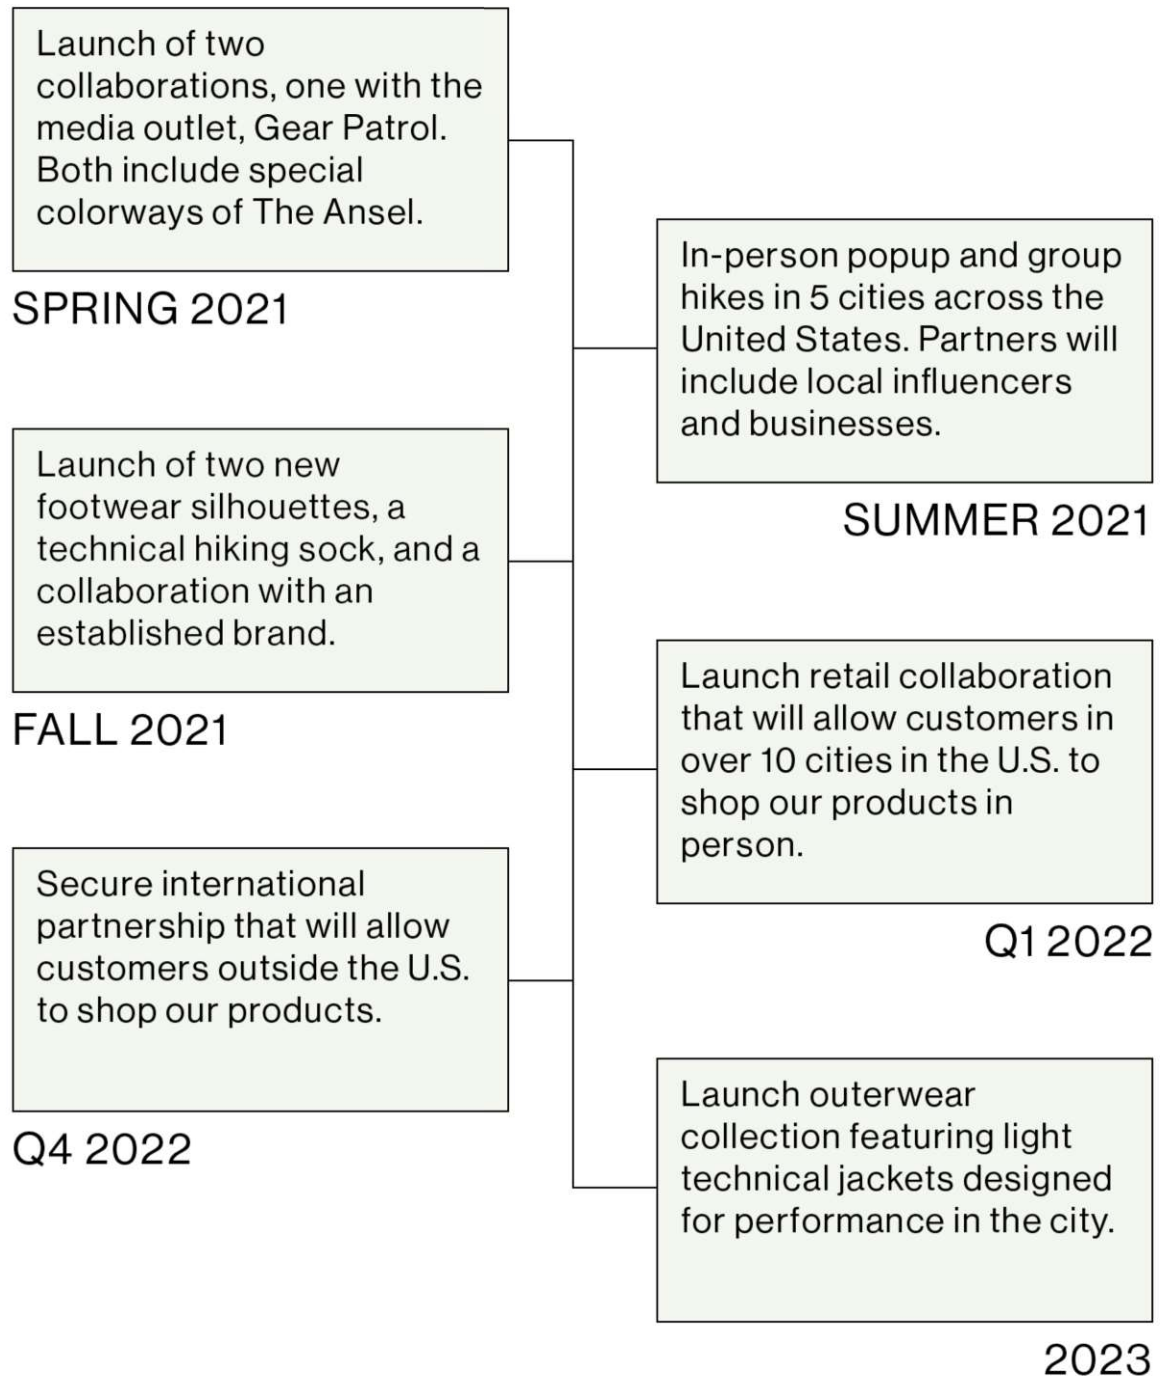 Launch of two
collaborations, one with the
media outlet, Gear Patrol.
Both include special
colorways of The Ansel.
SPRING 2021
In-person popup and group
hikes in 5 cities across the
United States. Partners will
include local influencers
and businesses.
SUMMER 2021
Launch of two new
footwear silhouettes, a
technical hiking sock, and a
collaboration with an
established brand.
FALL 2021
Launch retail collaboration
that will allow customers in
over 10 cities in the U.S. to
shop our products in
person.
Q1 2022
Secure international
partnership that will allow
customers outside the U.S.
to shop our products.
Q4 2022
Launch outerwear
collection featuring light
technical jackets designed
for performance in the city.
2023